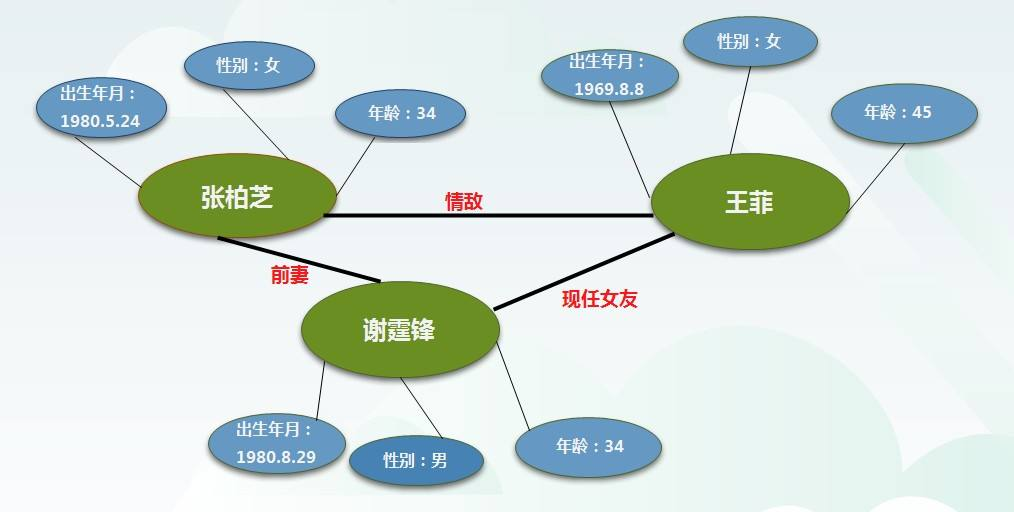 性别：女
出生年月：
1980.5.24
年龄：34
张柏芝
性别：女
出生年月：
1969.8.8
年龄：45
王菲
情敌
前妻
现任女友
谢霆锋
出生年月：
1980.8.29
性别：男
年龄：34